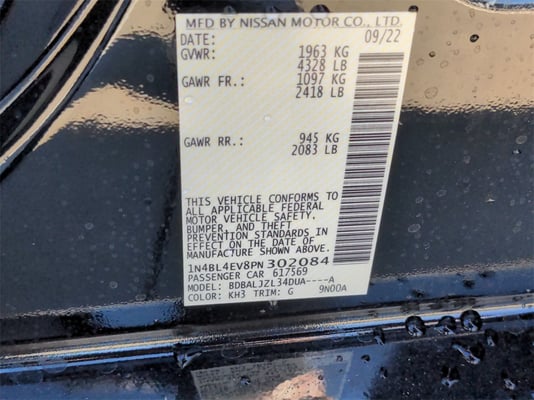 MFD BY NISSAN MOTOR CO., LTD.
DATE: 09/22
GVWR: 1963 KG
4328 LB
GAWR FR.: 1097 KG
2418 LB
GAWR RR.: 945 KG
2083 LB
THIS VEHICLE CONFORMS TO
ALL APPLICABLE FEDERAL
MOTOR VEHICLE SAFETY,
BUMPER, AND THEFT
PREVENTION STANDARDS IN
EFFECT ON THE DATE OF
MANUFACTURE SHOWN ABOVE.
1N4BL4EV8PN302084
PASSENGER CAR 617569
MODEL: BDBALJZL34DUA----A
COLOR: KH3 TRIM: G 9N00A